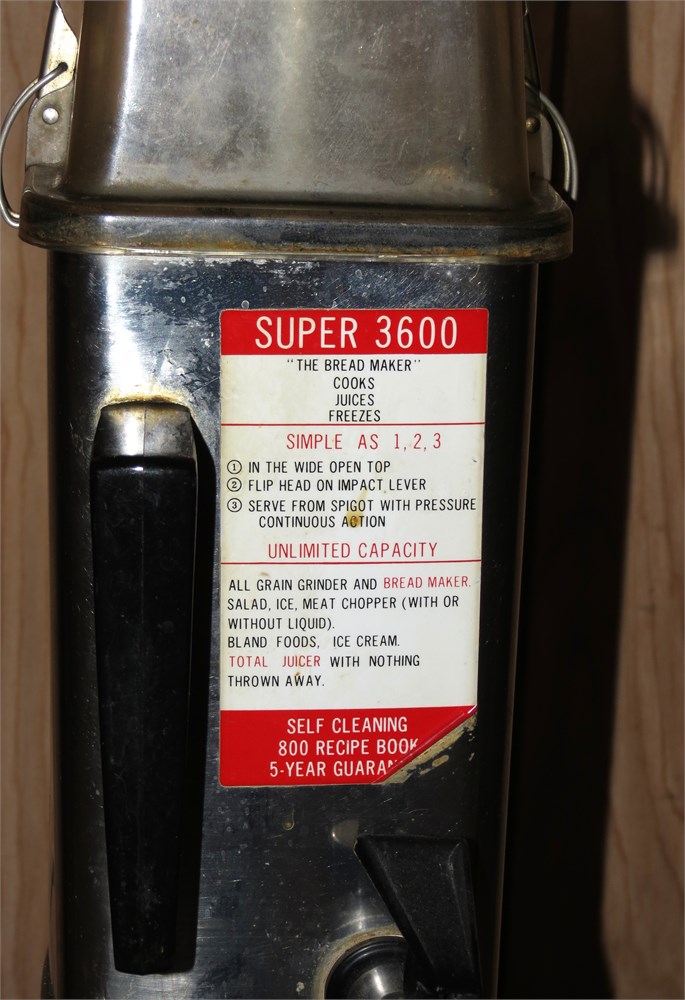 SUPER 3600
"THE BREAD MAKER"
COOKS
JUICES
FREEZES
SIMPLE AS 1, 2, 3
① IN THE WIDE OPEN TOP
② FLIP HEAD ON IMPACT LEVER
③ SERVE FROM SPIGOT WITH PRESSURE
CONTINUOUS ACTION
UNLIMITED CAPACITY
ALL GRAIN GRINDER AND BREAD MAKER.
SALAD, ICE, MEAT CHOPPER (WITH OR
WITHOUT LIQUID).
BLAND FOODS, ICE CREAM.
TOTAL JUICER WITH NOTHING
THROWN AWAY.
SELF CLEANING
800 RECIPE BOOK
5-YEAR